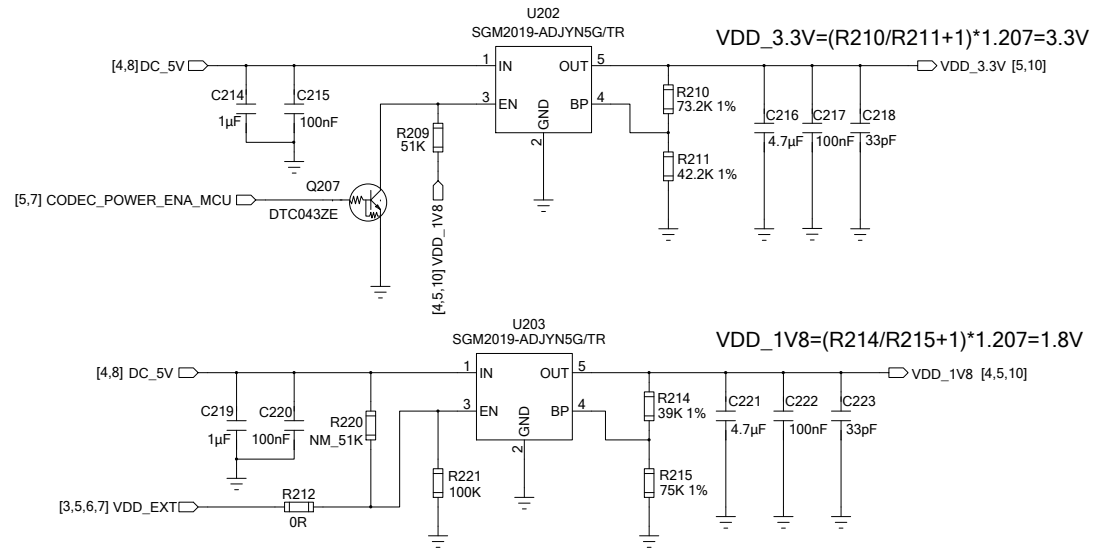 U202
SGM2019-ADJYN5G/TR
VDD_3.3V=(R210/R211+1)*1.207=3.3V
[4,8]DC_5V
1
IN
OUT
5
VDD_3.3V [5,10]
C214
1µF
C215
100nF
3
EN
BP
4
GND
2
R209
51K
R210
73.2K 1%
R211
42.2K 1%
C216
4.7µF
C217
100nF
C218
33pF
Q207
[5,7] CODEC_POWER_ENA_MCU
DTC043ZE
[4,5,10] VDD_1V8
U203
SGM2019-ADJYN5G/TR
VDD_1V8=(R214/R215+1)*1.207=1.8V
[4,8] DC_5V
1
IN
OUT
5
VDD_1V8 [4,5,10]
C219
1µF
C220
100nF
R220
NM_51K
3
EN
BP
4
GND
2
R214
39K 1%
C221
4.7µF
C222
100nF
C223
33pF
R221
100K
R215
75K 1%
[3,5,6,7] VDD_EXT
R212
0R